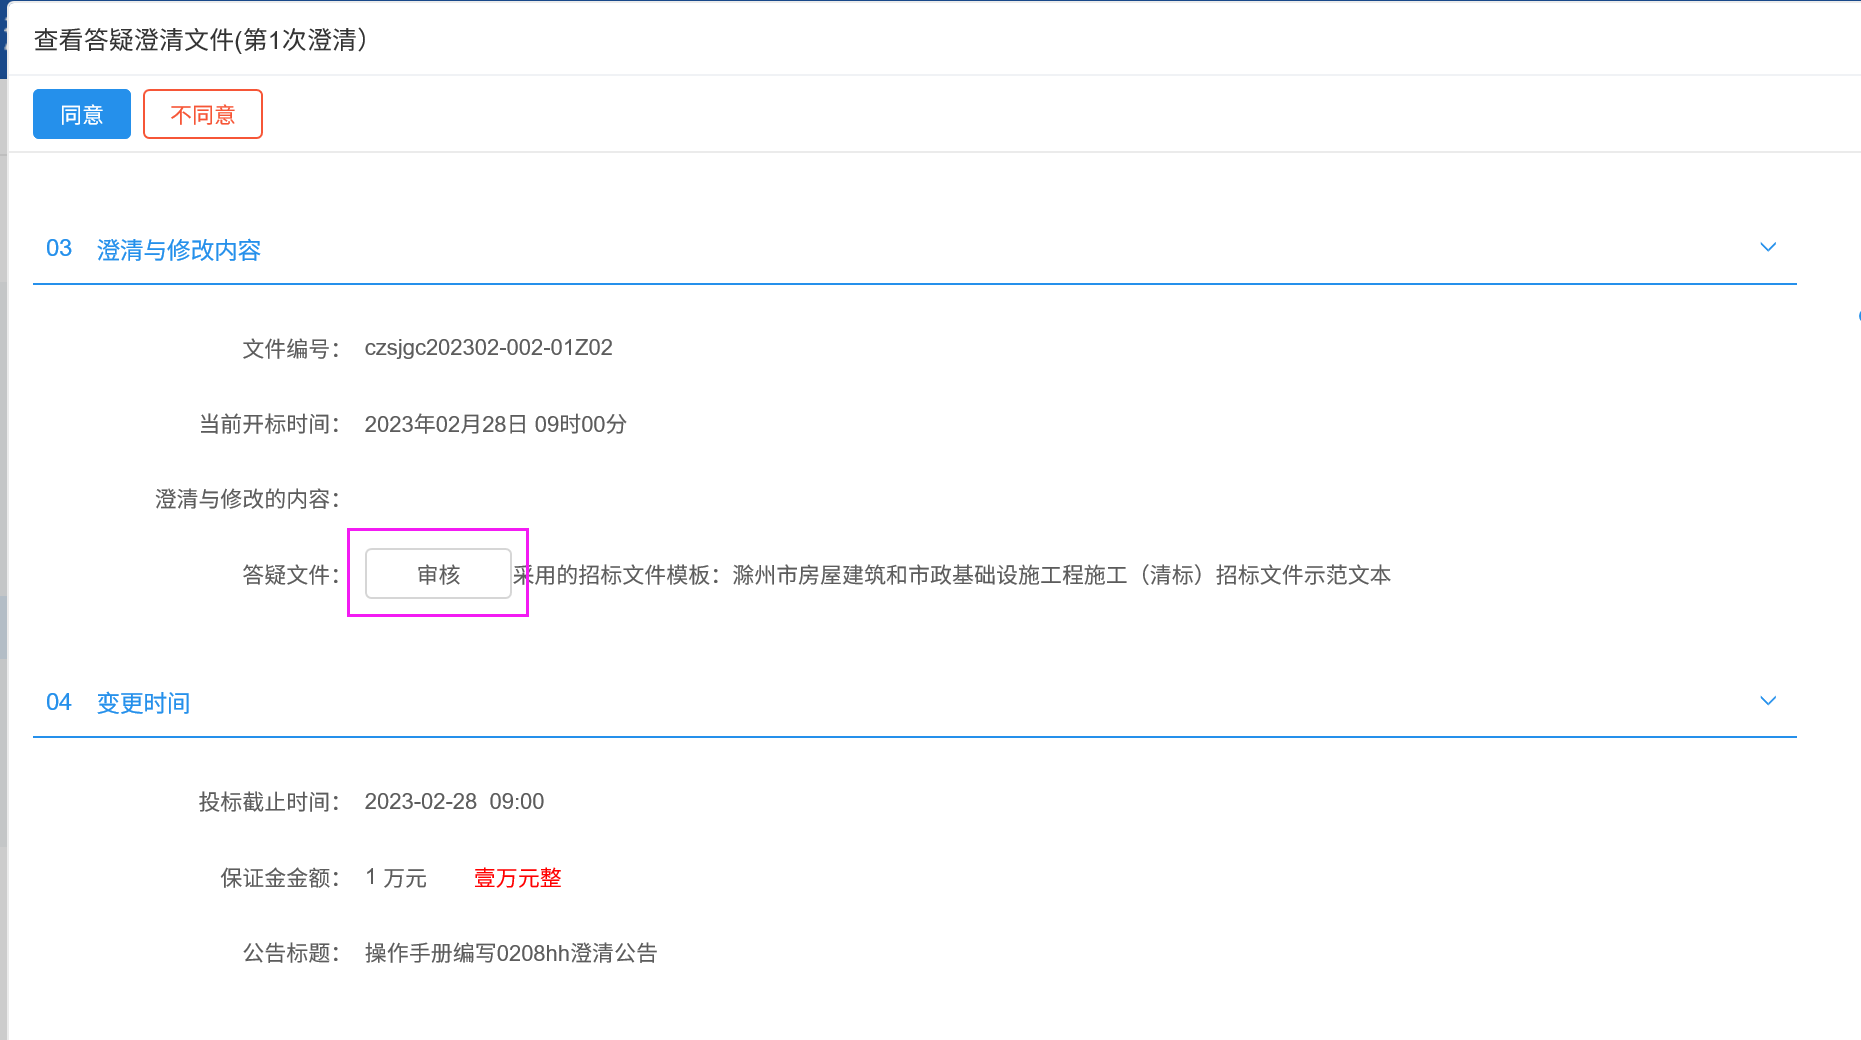 查看答疑澄清文件(第1次澄清）
同意 不同意
03 澄清与修改内容
文件编号： czsjgc202302-002-01Z02
当前开标时间： 2023年02月28日 09时00分
澄清与修改的内容：
答疑文件： 审核 采用的招标文件模板：滁州市房屋建筑和市政基础设施工程施工（清标）招标文件示范文本
04 变更时间
投标截止时间： 2023-02-28 09:00
保证金金额： 1 万元 壹万元整
公告标题： 操作手册编写0208hh澄清公告